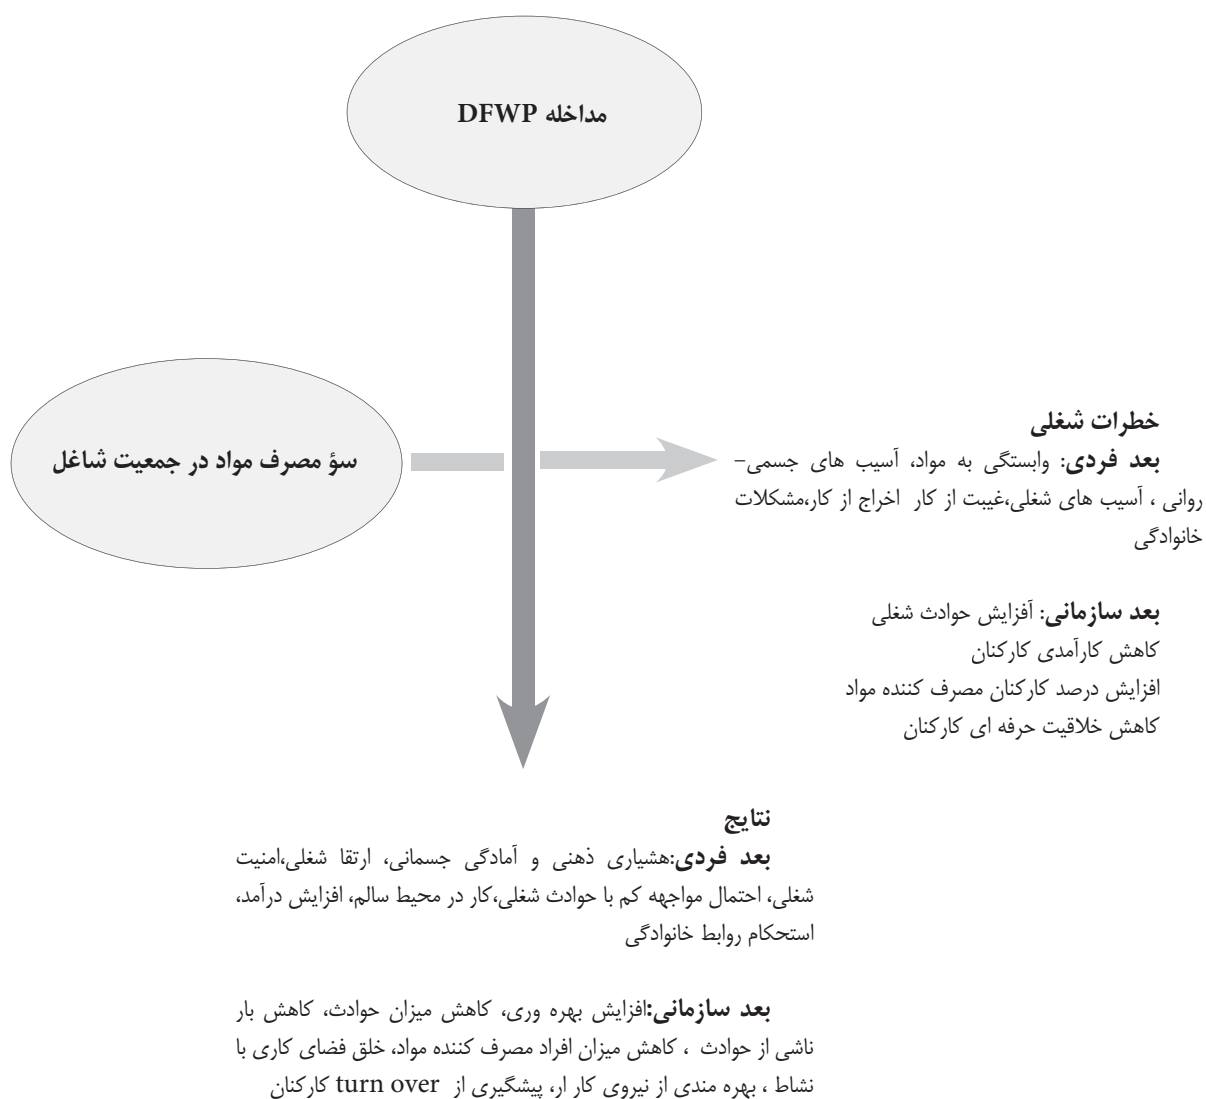 مداخله DFWP
سؤ مصرف مواد در جمعیت شاغل
خطرات شغلی
بعد فردی: وابستگی به مواد، آسیب های جسمی-
روانی ، آسیب های شغلی،غیبت از کار اخراج از کار،مشکلات
خانوادگی
بعد سازمانی: آفزایش حوادث شغلی
کاهش کارآمدی کارکنان
افزایش درصد کارکنان مصرف کننده مواد
کاهش خلاقیت حرفه ای کارکنان
نتایج
بعد فردی:هشیاری ذهنی و آمادگی جسمانی، ارتقا شغلی،امنیت
شغلی، احتمال مواجهه کم با حوادث شغلی،کار در محیط سالم، افزایش درآمد،
استحکام روابط خانوادگی
بعد سازمانی:افزایش بهره وری، کاهش میزان حوادث، کاهش بار
ناشی از حوادث ، کاهش میزان افراد مصرف کننده مواد، خلق فضای کاری با
نشاط ، بهره مندی از نیروی کار ار، پیشگیری از turn over کارکنان